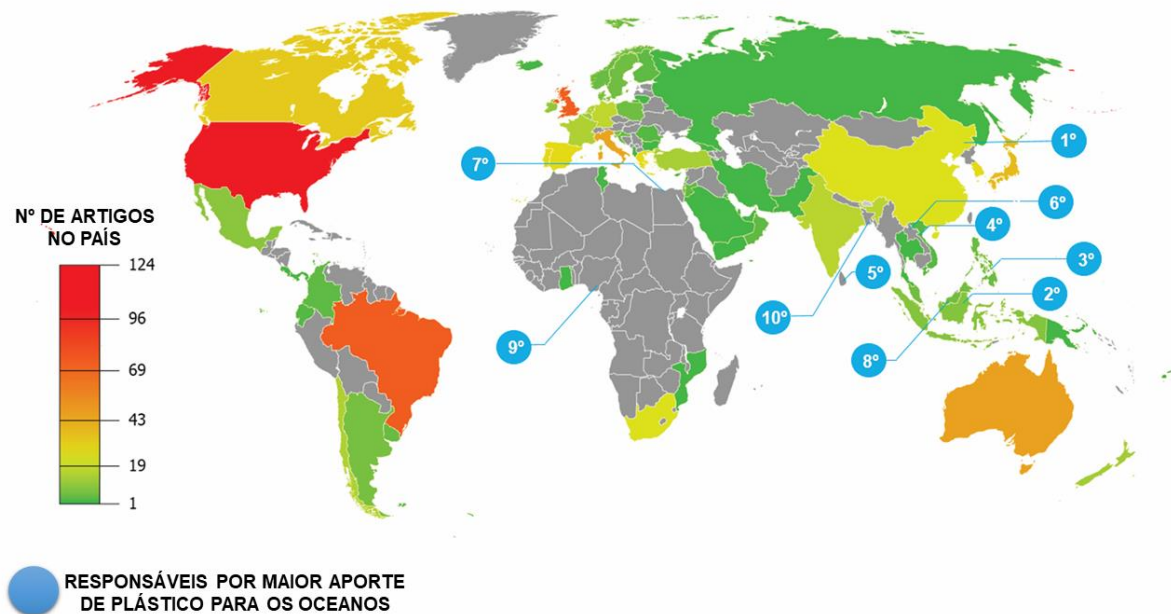 Nº DE ARTIGOS
NO PAÍS
124
96
69
43
19
1
7º
1º
6º
4º
3º
5º
2º
10º
9º
8º
RESPONSÁVEIS POR MAIOR APORTE
DE PLÁSTICO PARA OS OCEANOS